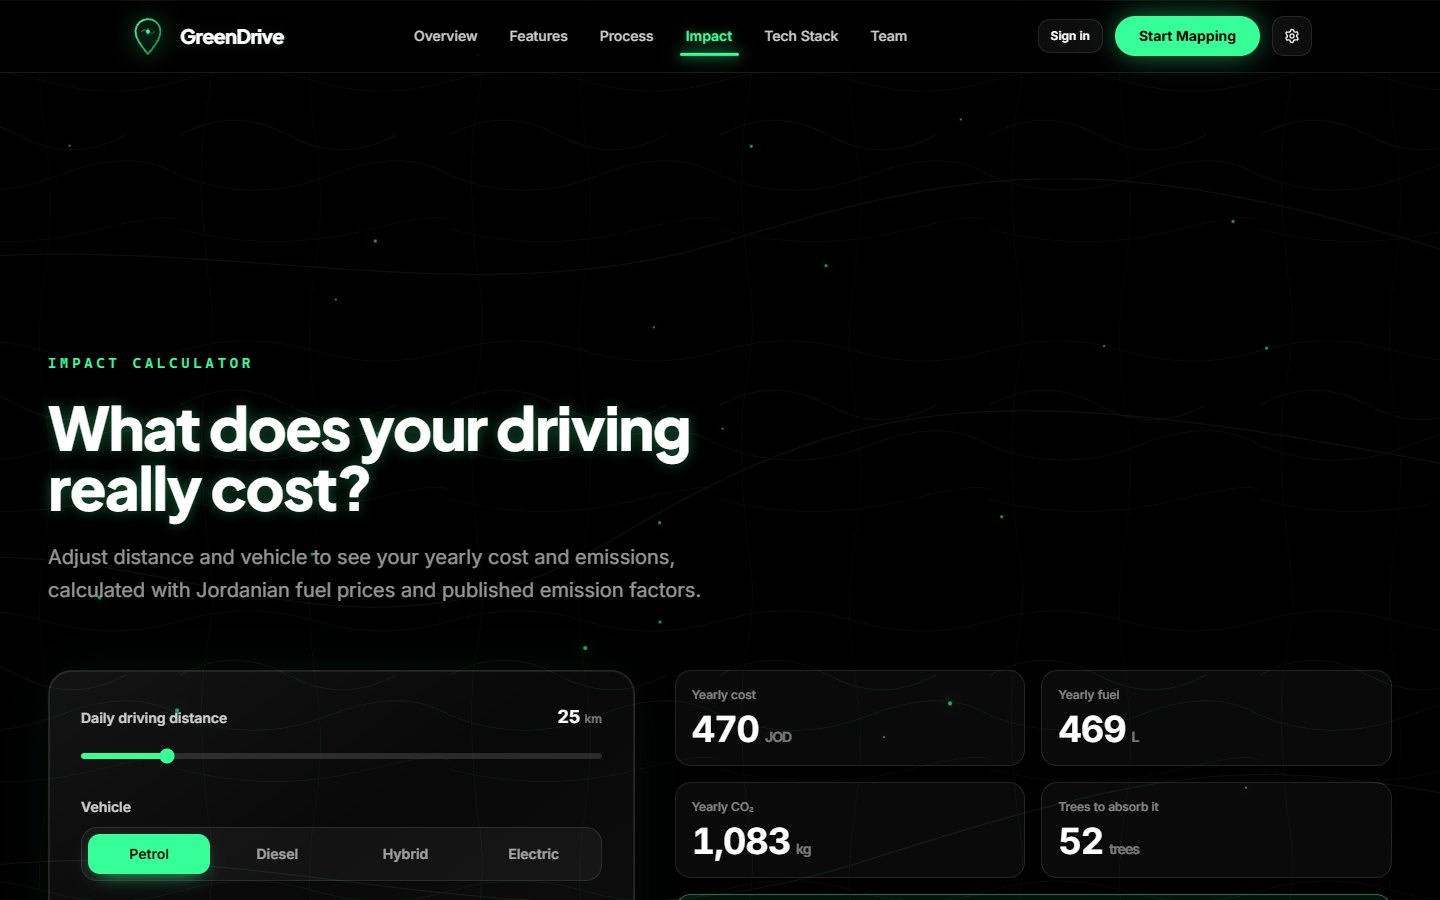 GreenDrive
Overview
Features
Process
Impact
Tech Stack
Team
Sign in
Start Mapping
IMPACT CALCULATOR
What does your driving
really cost?
Adjust distance and vehicle to see your yearly cost and emissions,
calculated with Jordanian fuel prices and published emission factors.
Daily driving distance
25 km
Vehicle
Petrol
Diesel
Hybrid
Electric
Yearly cost
470 JOD
Yearly fuel
469 L
Yearly CO₂
1,083 kg
Trees to absorb it
52 trees